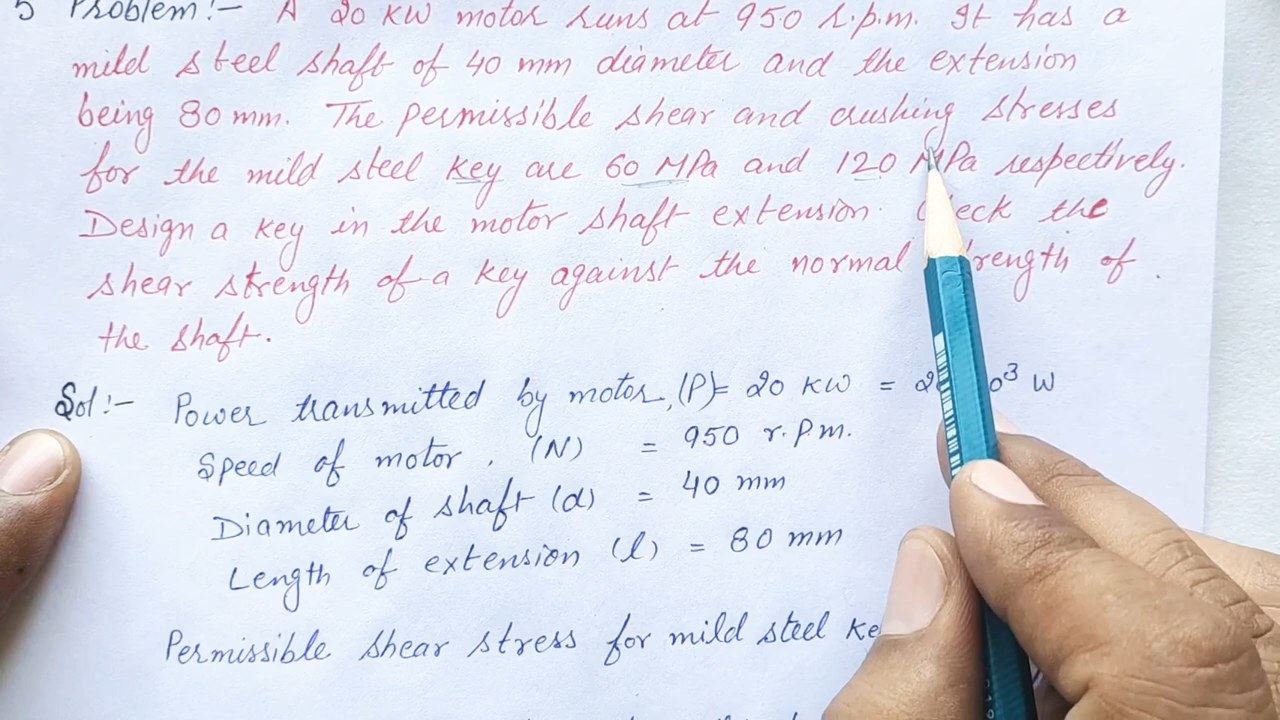 5 Problem:- A 20 KW motor runs at 950 r.p.m. It has a
mild steel shaft of 40 mm diameter and the extension
being 80 mm. The permissible shear and crushing stresses
for the mild steel key are 60 MPa and 120 MPa respectively.
Design a key in the motor shaft extension. Check the
shear strength of a key against the normal strength of
the shaft.
Sol:- Power transmitted by motor, (P) = 20 KW = W
Speed of motor, (N) = 950 r.p.m.
Diameter of shaft (d) = 40 mm
Length of extension (l) = 80 mm
Permissible shear stress for mild steel